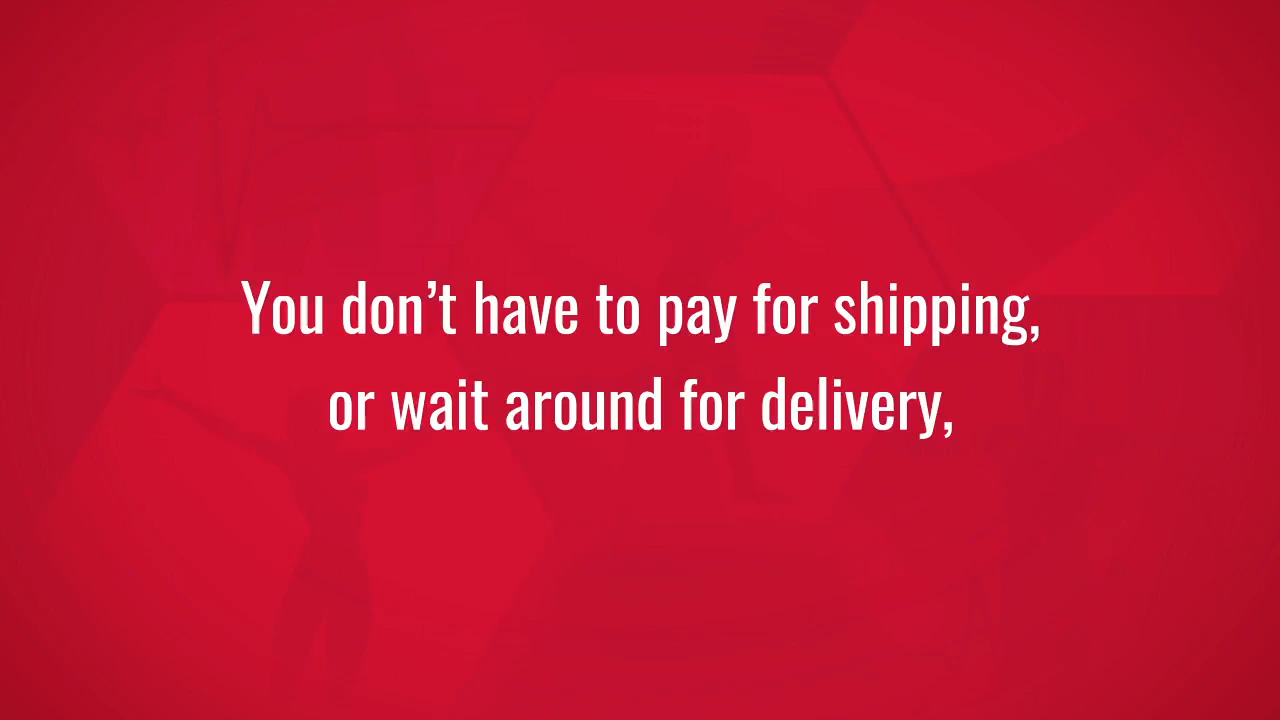 You don’t have to pay for shipping,
or wait around for delivery,